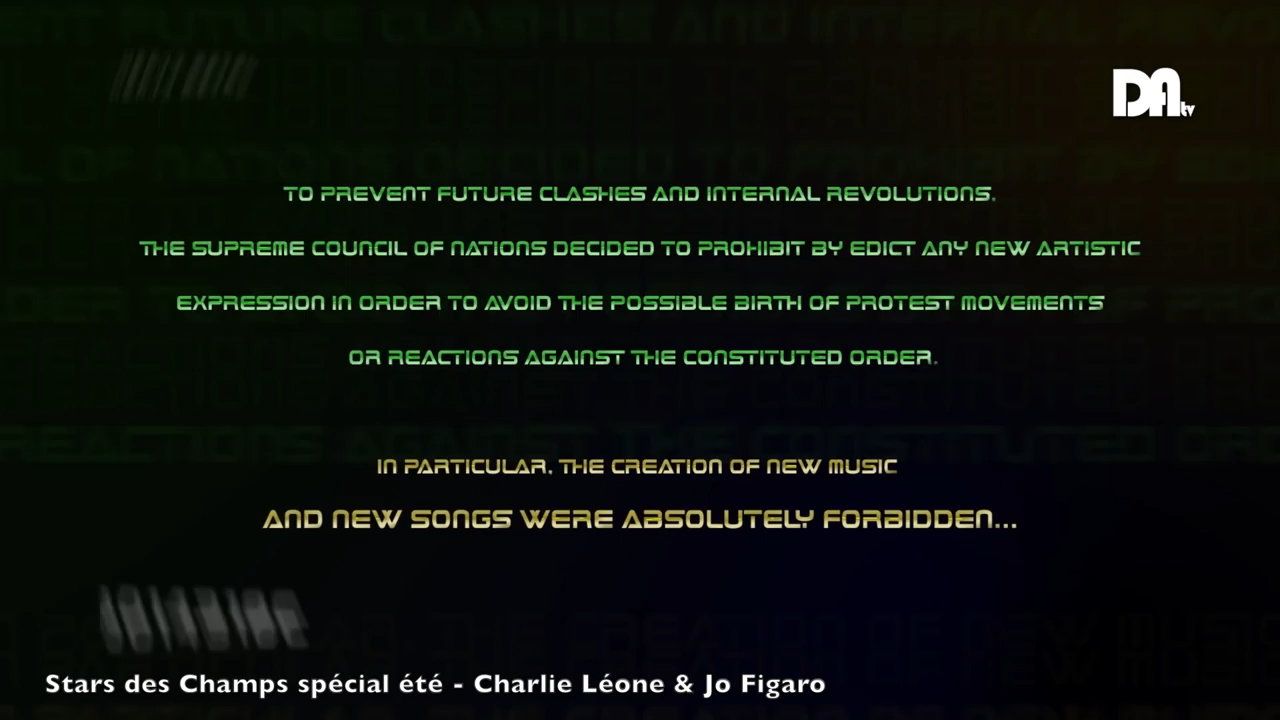 DA tv
TO PREVENT FUTURE CLASHES AND INTERNAL REVOLUTIONS,
THE SUPREME COUNCIL OF NATIONS DECIDED TO PROHIBIT BY EDICT ANY NEW ARTISTIC
EXPRESSION IN ORDER TO AVOID THE POSSIBLE BIRTH OF PROTEST MOVEMENTS
OR REACTIONS AGAINST THE CONSTITUTED ORDER.
IN PARTICULAR, THE CREATION OF NEW MUSIC
AND NEW SONGS WERE ABSOLUTELY FORBIDDEN...
Stars des Champs spécial été - Charlie Léone & Jo Figaro